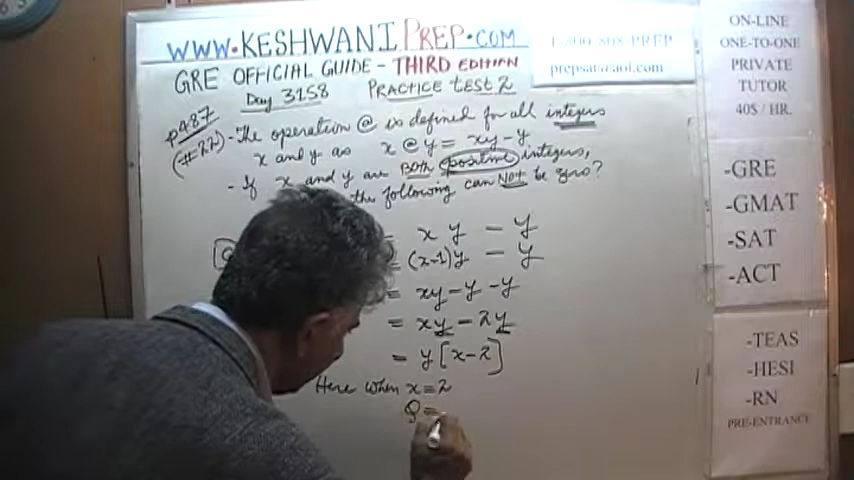 WWW.KESHWANIPREP.COM
1-800-808-PREP
prepsat@aol.com
GRE OFFICIAL GUIDE - THIRD EDITION
Day 3158 PRACTICE test 2
p487
(#22) - The operation @ is defined for all integers
x and y as x @ y = xy - y
- If x and y are BOTH positive integers,
the following can NOT be zero?
x y = y
= (x-1)y - y
= xy - y - y
= xy - 2y
= y[x-2]
Here when x = 2
=
ON-LINE
ONE-TO-ONE
PRIVATE
TUTOR
40$ / HR.
-GRE
-GMAT
-SAT
-ACT
-TEAS
-HESI
-RN
PRE-ENTRANCE